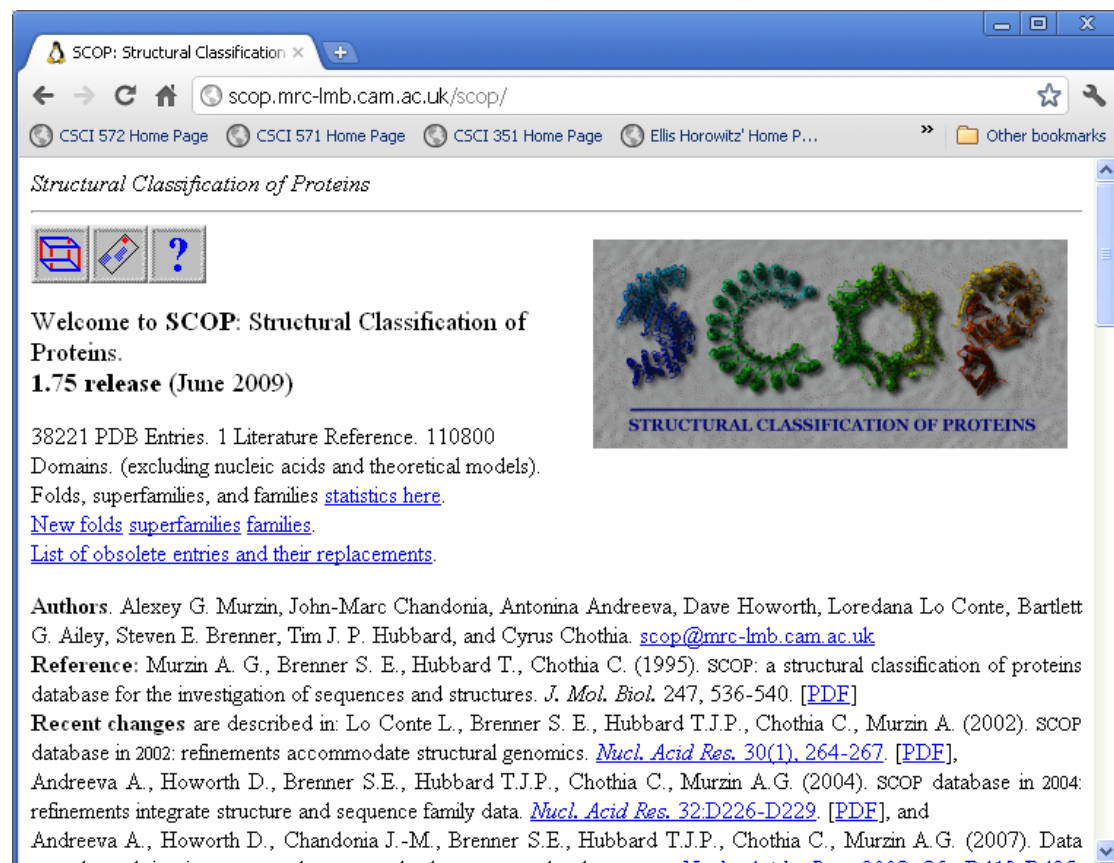 SCOP: Structural Classification
scop.mrc-lmb.cam.ac.uk/scop/
CSCI 572 Home Page CSCI 571 Home Page CSCI 351 Home Page Ellis Horowitz' Home P... » Other bookmarks
Structural Classification of Proteins
?
SCOP
STRUCTURAL CLASSIFICATION OF PROTEINS
Welcome to SCOP: Structural Classification of
Proteins.
1.75 release (June 2009)
38221 PDB Entries. 1 Literature Reference. 110800
Domains. (excluding nucleic acids and theoretical models).
Folds, superfamilies, and families statistics here.
New folds superfamilies families.
List of obsolete entries and their replacements.
Authors. Alexey G. Murzin, John-Marc Chandonia, Antonina Andreeva, Dave Howorth, Loredana Lo Conte, Bartlett
G. Ailey, Steven E. Brenner, Tim J. P. Hubbard, and Cyrus Chothia. scop@mrc-lmb.cam.ac.uk
Reference: Murzin A. G., Brenner S. E., Hubbard T., Chothia C. (1995). SCOP: a structural classification of proteins
database for the investigation of sequences and structures. J. Mol. Biol. 247, 536-540. [PDF]
Recent changes are described in: Lo Conte L., Brenner S. E., Hubbard T.J.P., Chothia C., Murzin A. (2002). SCOP
database in 2002: refinements accommodate structural genomics. Nucl. Acid Res. 30(1), 264-267. [PDF],
Andreeva A., Howorth D., Brenner S.E., Hubbard T.J.P., Chothia C., Murzin A.G. (2004). SCOP database in 2004:
refinements integrate structure and sequence family data. Nucl. Acid Res. 32:D226-D229. [PDF], and
Andreeva A., Howorth D., Chandonia J.-M., Brenner S.E., Hubbard T.J.P., Chothia C., Murzin A.G. (2007). Data